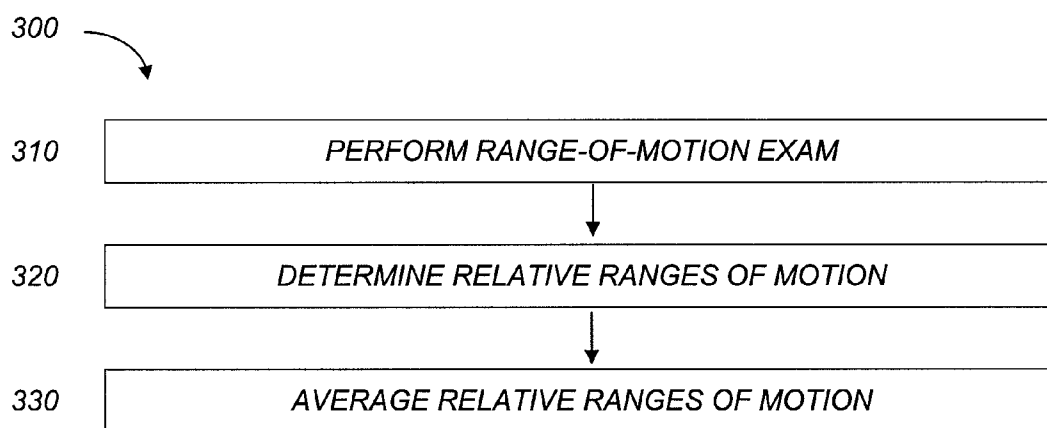 300
310 PERFORM RANGE-OF-MOTION EXAM
320 DETERMINE RELATIVE RANGES OF MOTION
330 AVERAGE RELATIVE RANGES OF MOTION